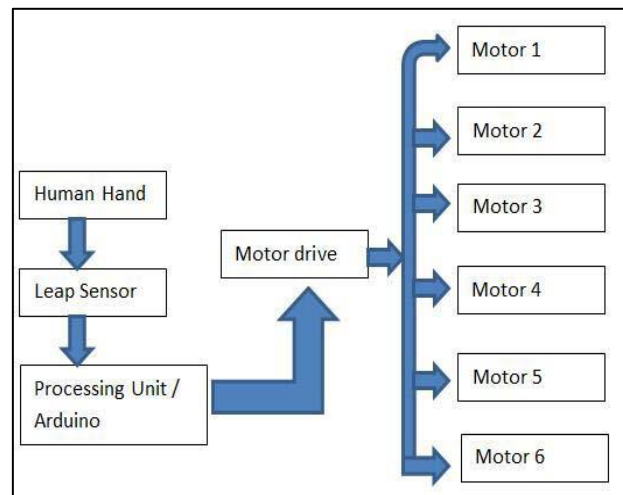 Human Hand
Leap Sensor
Processing Unit /
Arduino
Motor drive
Motor 1
Motor 2
Motor 3
Motor 4
Motor 5
Motor 6